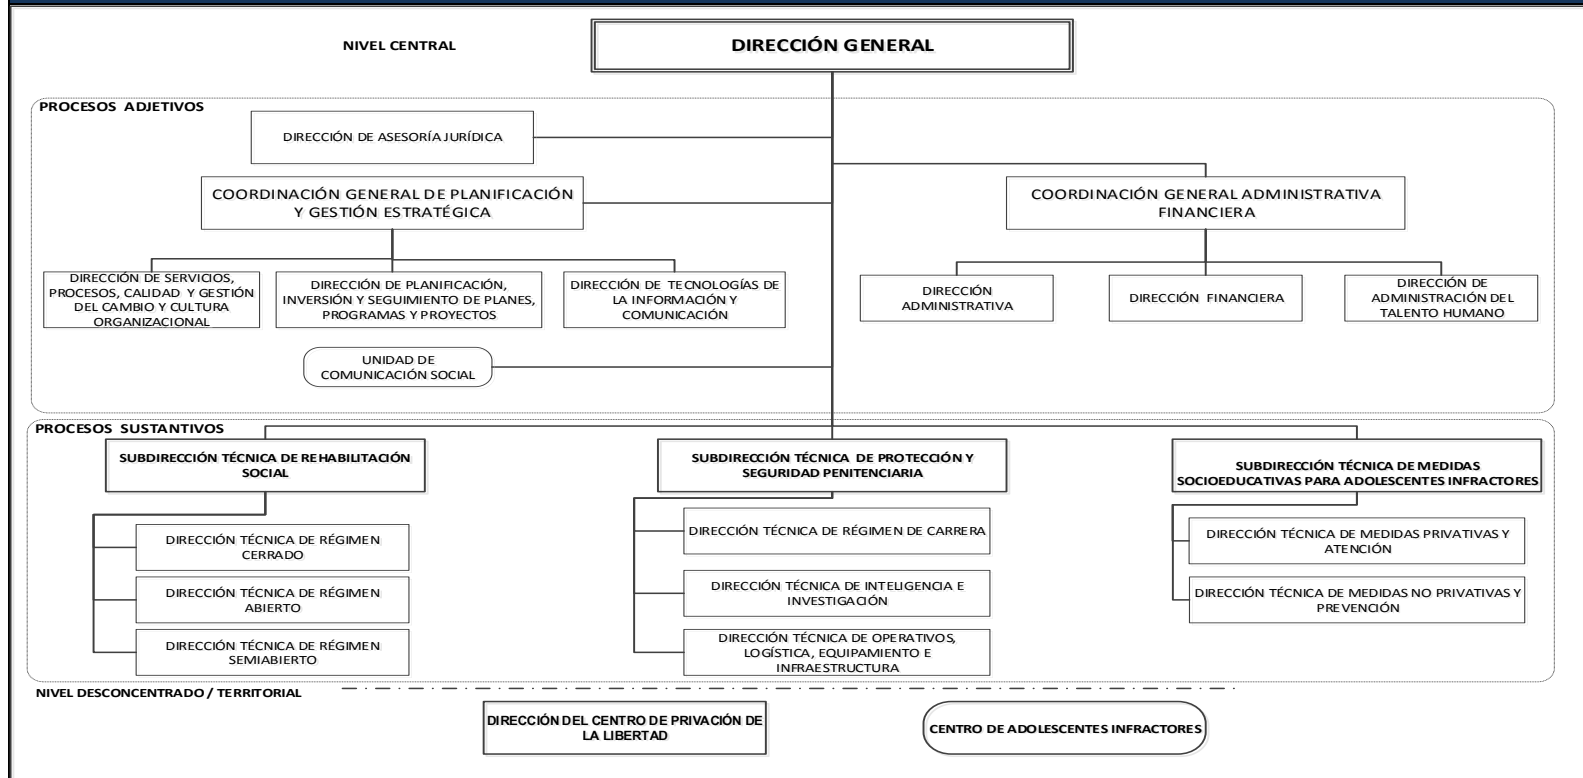 NIVEL CENTRAL
DIRECCIÓN GENERAL
PROCESOS ADJETIVOS
DIRECCIÓN DE ASESORÍA JURÍDICA
COORDINACIÓN GENERAL DE PLANIFICACIÓN
Y GESTIÓN ESTRATÉGICA
COORDINACIÓN GENERAL ADMINISTRATIVA
FINANCIERA
DIRECCIÓN DE SERVICIOS,
PROCESOS, CALIDAD Y GESTIÓN
DEL CAMBIO Y CULTURA
ORGANIZACIONAL
DIRECCIÓN DE PLANIFICACIÓN,
INVERSIÓN Y SEGUIMIENTO DE PLANES,
PROGRAMAS Y PROYECTOS
DIRECCIÓN DE TECNOLOGÍAS DE
LA INFORMACIÓN Y
COMUNICACIÓN
DIRECCIÓN
ADMINISTRATIVA
DIRECCIÓN FINANCIERA
DIRECCIÓN DE
ADMINISTRACIÓN DEL
TALENTO HUMANO
UNIDAD DE
COMUNICACIÓN SOCIAL
PROCESOS SUSTANTIVOS
SUBDIRECCIÓN TÉCNICA DE REHABILITACIÓN
SOCIAL
DIRECCIÓN TÉCNICA DE RÉGIMEN
CERRADO
DIRECCIÓN TÉCNICA DE RÉGIMEN
ABIERTO
DIRECCIÓN TÉCNICA DE RÉGIMEN
SEMIABIERTO
SUBDIRECCIÓN TÉCNICA DE PROTECCIÓN Y
SEGURIDAD PENITENCIARIA
DIRECCIÓN TÉCNICA DE RÉGIMEN DE CARRERA
DIRECCIÓN TÉCNICA DE INTELIGENCIA E
INVESTIGACIÓN
DIRECCIÓN TÉCNICA DE OPERATIVOS,
LOGÍSTICA, EQUIPAMIENTO E
INFRAESTRUCTURA
SUBDIRECCIÓN TÉCNICA DE MEDIDAS
SOCIOEDUCATIVAS PARA ADOLESCENTES INFRACTORES
DIRECCIÓN TÉCNICA DE MEDIDAS PRIVATIVAS Y
ATENCIÓN
DIRECCIÓN TÉCNICA DE MEDIDAS NO PRIVATIVAS Y
PREVENCIÓN
NIVEL DESCONCENTRADO / TERRITORIAL
DIRECCIÓN DEL CENTRO DE PRIVACIÓN DE
LA LIBERTAD
CENTRO DE ADOLESCENTES INFRACTORES